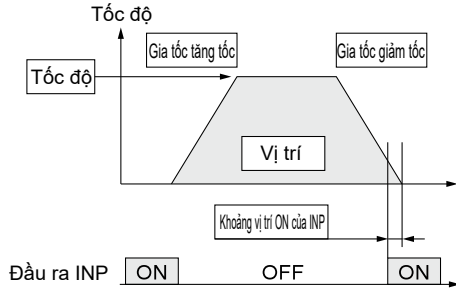 Tốc độ
Gia tốc tăng tốc
Gia tốc giảm tốc
Tốc độ
Vị trí
Khoảng vị trí ON của INP
Đầu ra INP
ON
OFF
ON